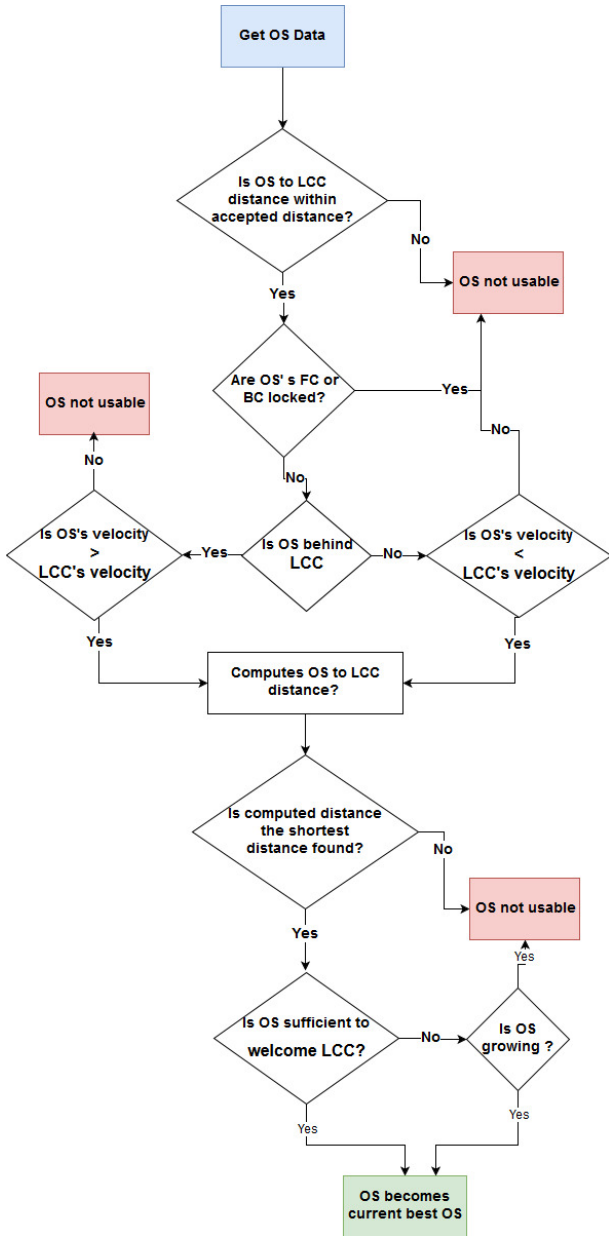 Get OS Data
Is OS to LCC
distance within
accepted distance?
No
Yes
OS not usable
Are OS' s FC or
BC locked?
Yes
OS not usable
No
No
No
Is OS's velocity
>
LCC's velocity
Yes
Is OS behind
LCC
No
Is OS's velocity
<
LCC's velocity
Yes
Yes
Computes OS to LCC
distance?
Is computed distance
the shortest
distance found?
No
Yes
OS not usable
Yes
Is OS sufficient to
welcome LCC?
No
Is OS
growing ?
Yes
Yes
OS becomes
current best OS